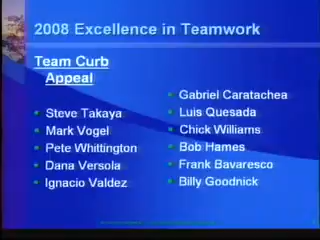 2008 Excellence in Teamwork
Team Curb
Appeal
Steve Takaya
Mark Vogel
Pete Whittington
Dana Versola
Ignacio Valdez
Gabriel Caratachea
Luis Quesada
Chick Williams
Bob Hames
Frank Bavaresco
Billy Goodnick